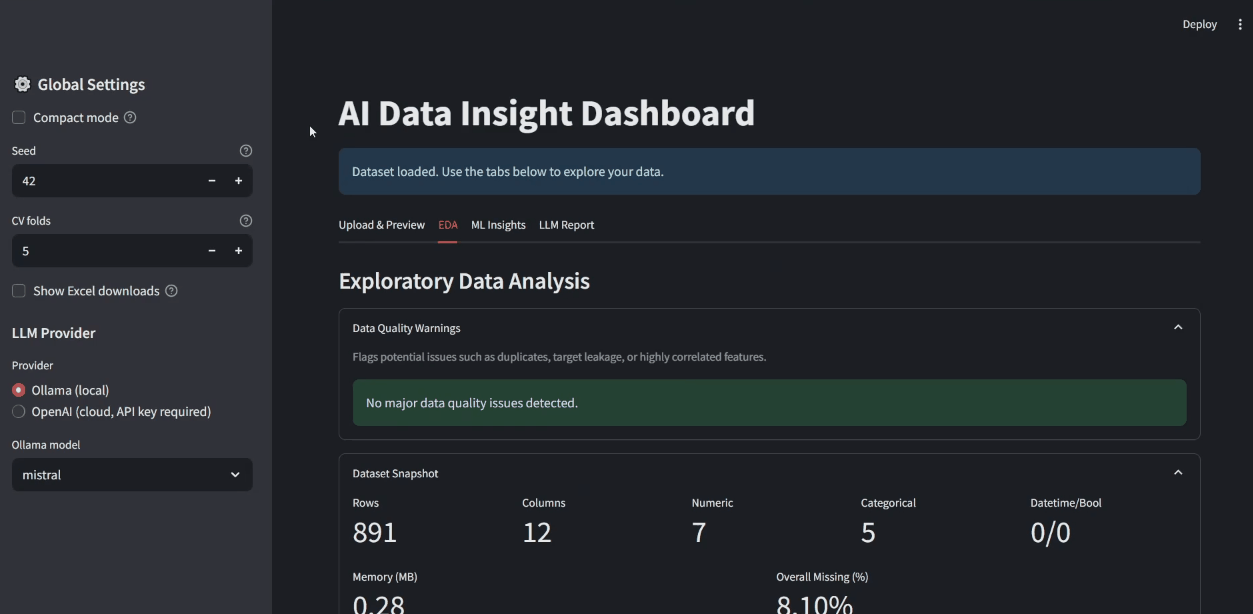 Deploy
Global Settings
Compact mode
Seed
42
CV folds
5
Show Excel downloads
LLM Provider
Provider
Ollama (local)
OpenAI (cloud, API key required)
Ollama model
mistral
AI Data Insight Dashboard
Dataset loaded. Use the tabs below to explore your data.
Upload & Preview EDA ML Insights LLM Report
Exploratory Data Analysis
Data Quality Warnings
Flags potential issues such as duplicates, target leakage, or highly correlated features.
No major data quality issues detected.
Dataset Snapshot
Rows Columns Numeric Categorical Datetime/Bool
891 12 7 5 0/0
Memory (MB) Overall Missing (%)
0.28 8.10%